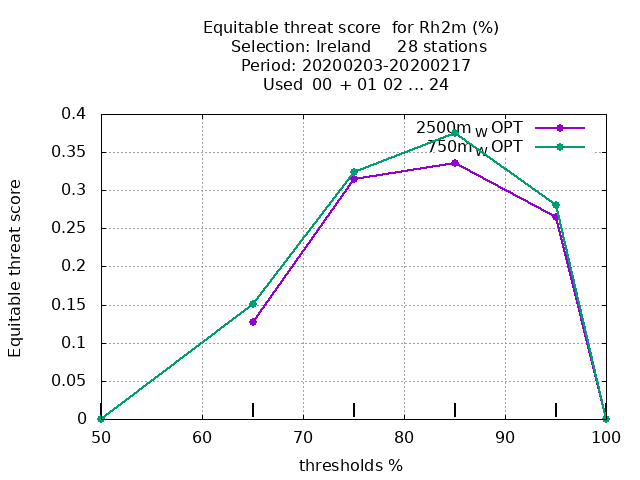 Equitable threat score for Rh2m (%)
Selection: Ireland 28 stations
Period: 20200203-20200217
Used 00 + 01 02 ... 24
2500m_W OPT
750m_W OPT
Equitable threat score
0.4
0.35
0.3
0.25
0.2
0.15
0.1
0.05
0
50 60 70 80 90 100
thresholds %